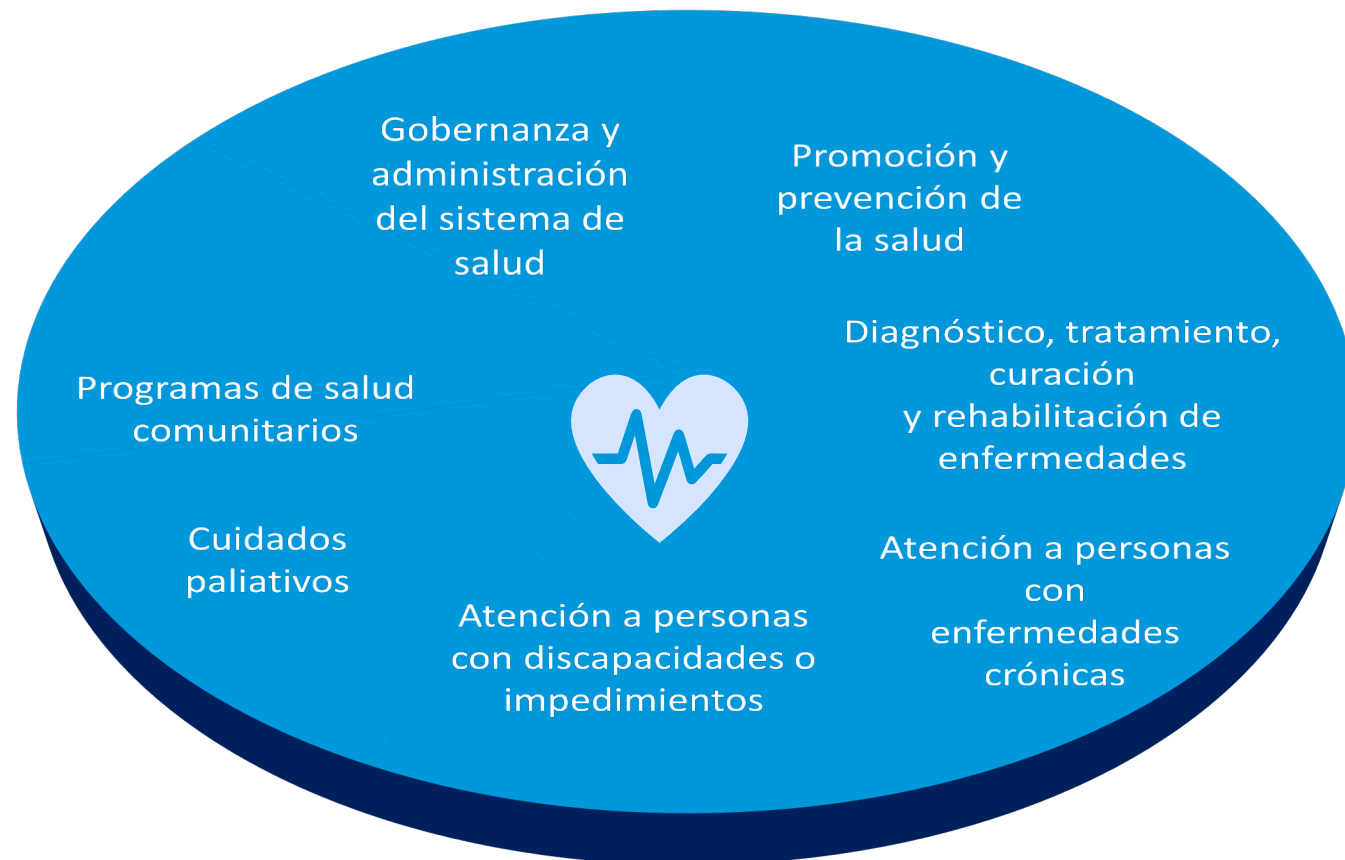 Gobernanza y
administración
del sistema de
salud
Promoción y
prevención de
la salud
Diagnóstico, tratamiento,
curación
y rehabilitación de
enfermedades
Programas de salud
comunitarios
Cuidados
paliativos
Atención a personas
con
enfermedades
crónicas
Atención a personas
con discapacidades o
impedimientos